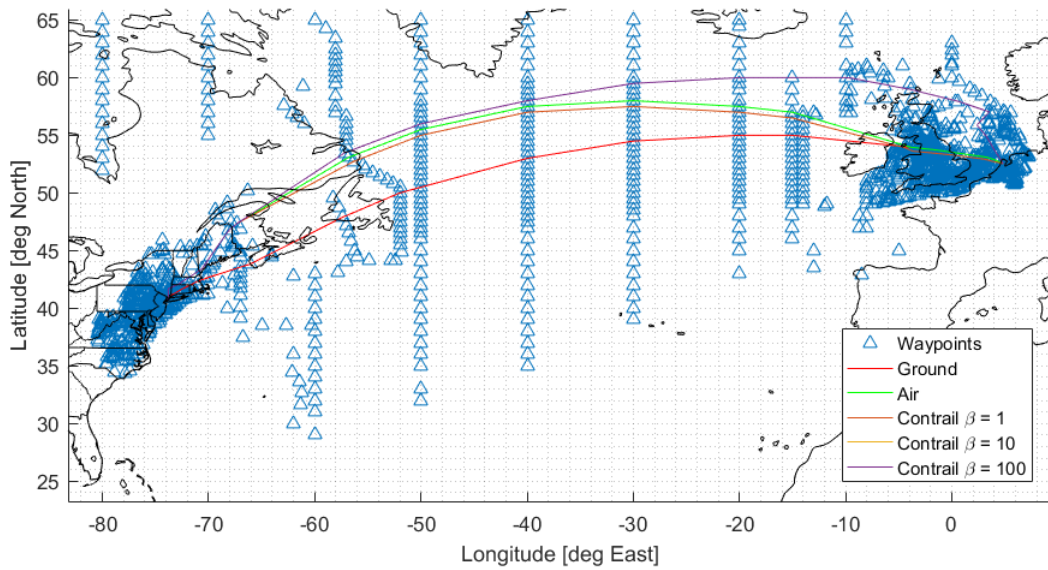 65
60
55
50
45
40
35
30
25
Latitude [deg North]
-80 -70 -60 -50 -40 -30 -20 -10 0
Longitude [deg East]
Waypoints
Ground
Air
Contrail β = 1
Contrail β = 10
Contrail β = 100